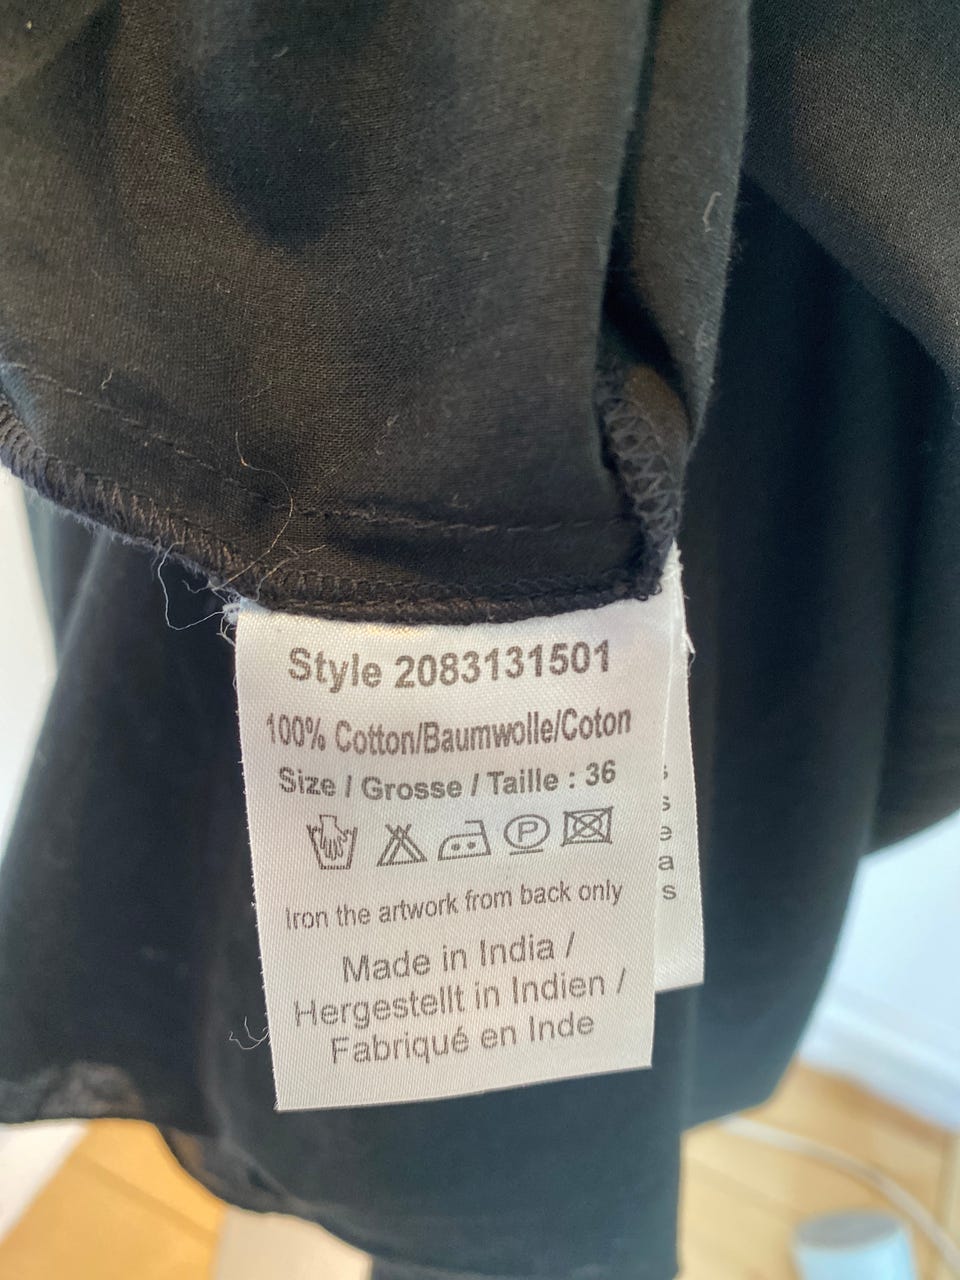 Style 2083131501
100% Cotton/Baumwolle/Coton
Size / Grosse / Taille : 36
P
Iron the artwork from back only
Made in India /
Hergestellt in Indien /
Fabriqué en Inde
s
s
e
a
s